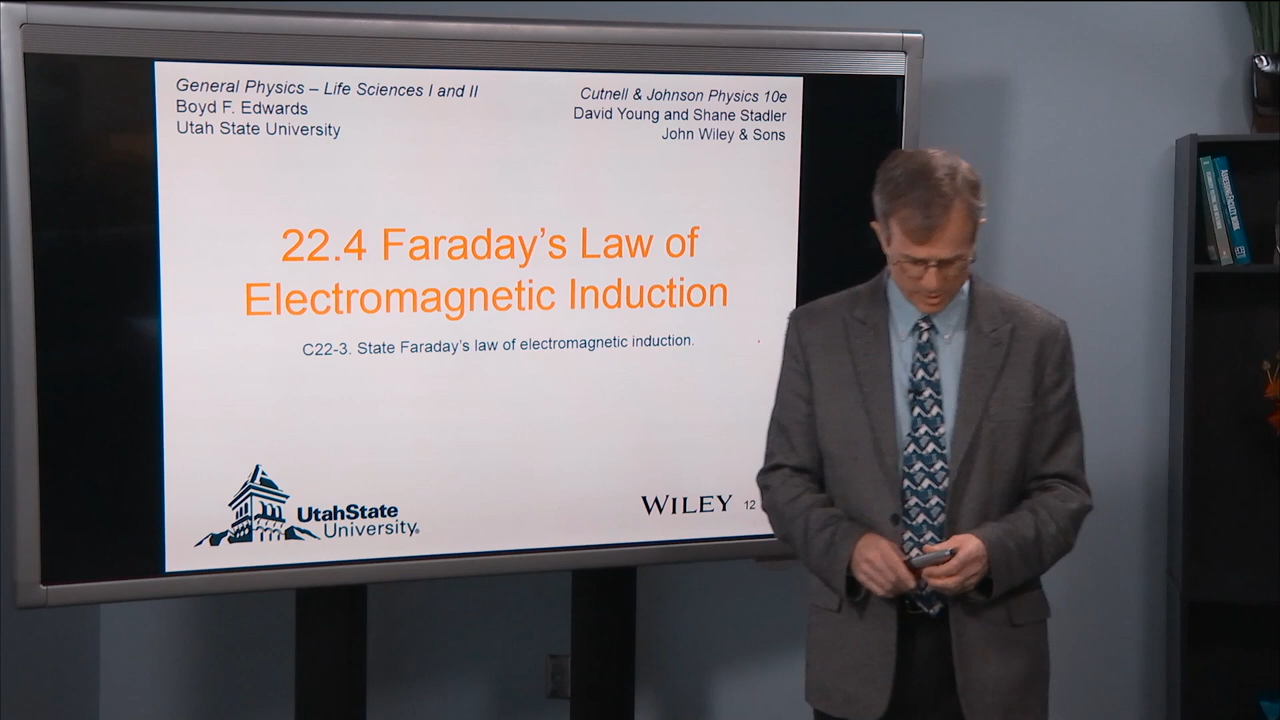 General Physics – Life Sciences I and II
Boyd F. Edwards
Utah State University
Cutnell & Johnson Physics 10e
David Young and Shane Stadler
John Wiley & Sons
22.4 Faraday's Law of
Electromagnetic Induction
C22-3. State Faraday's law of electromagnetic induction.
UtahState
University
WILEY
12